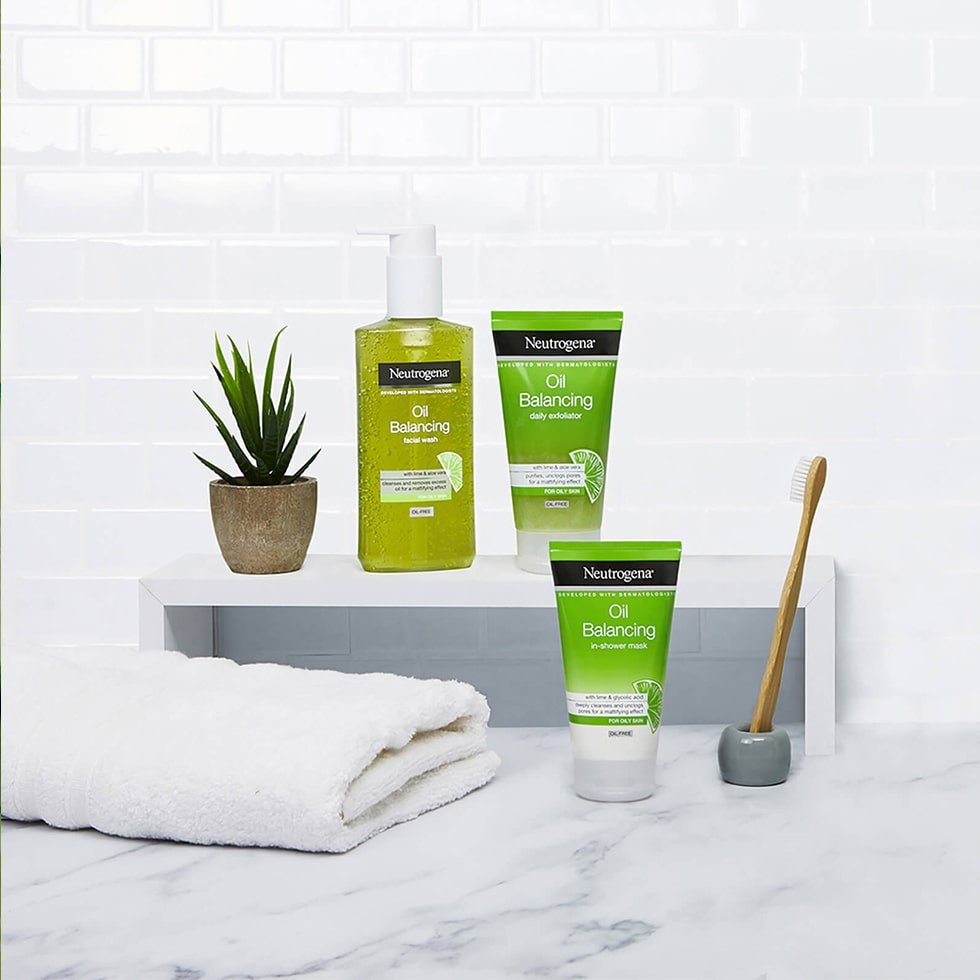 Neutrogena®
DEVELOPED WITH DERMATOLOGISTS
Oil
Balancing
facial wash
with lime & aloe vera
cleanses and removes excess
oil for a mattifying effect
FOR OILY SKIN
OIL-FREE
Neutrogena®
DEVELOPED WITH DERMATOLOGISTS
Oil
Balancing
daily exfoliator
with lime & aloe vera
purifies, unclogs pores
for a mattifying effect
FOR OILY SKIN
OIL-FREE
Neutrogena®
DEVELOPED WITH DERMATOLOGISTS
Oil
Balancing
in-shower mask
with lime & glycolic acid
deeply cleanses and unclogs
pores for a mattifying effect
FOR OILY SKIN
OIL-FREE